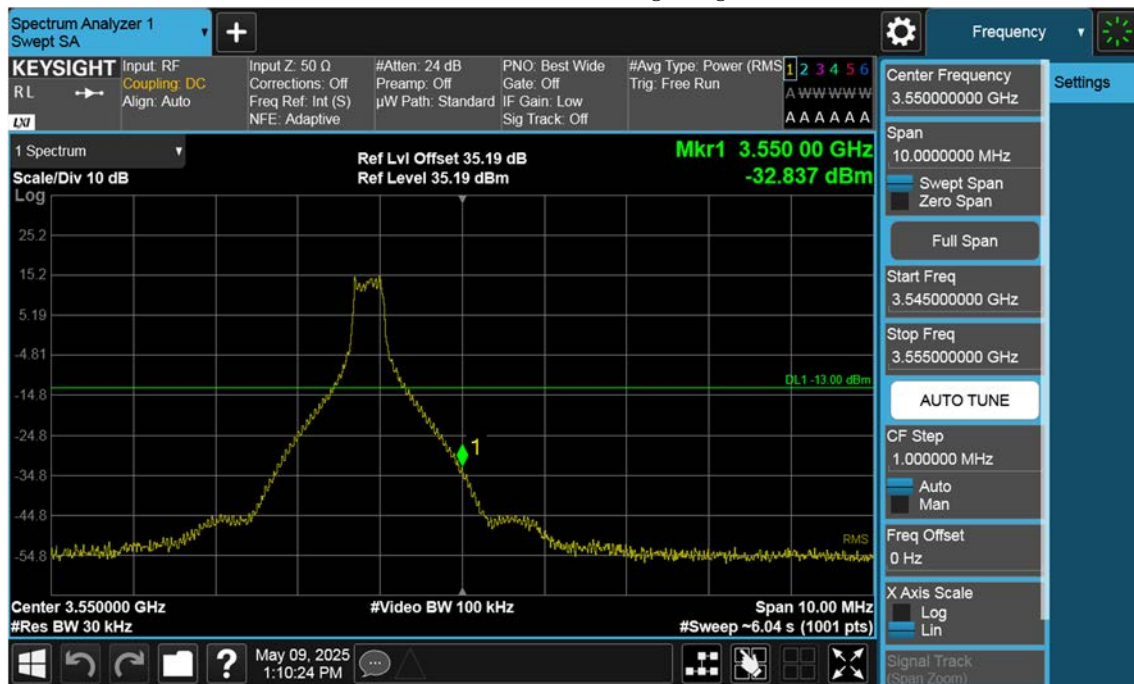 Spectrum Analyzer 1
Swept SA
Frequency
KEYSIGHT
RL
LXI
Input: RF
Coupling: DC
Align: Auto
Input Z: 50 Ω
Corrections: Off
Freq Ref: Int (S)
NFE: Adaptive
#Atten: 24 dB
Preamp: Off
µW Path: Standard
PNO: Best Wide
Gate: Off
IF Gain: Low
Sig Track: Off
#Avg Type: Power (RMS
Trig: Free Run
1 2 3 4 5 6
A W W W W W
A A A A A A
1 Spectrum
Scale/Div 10 dB
Log
Ref Lvl Offset 35.19 dB
Ref Level 35.19 dBm
Mkr1 3.550 00 GHz
-32.837 dBm
25.2
15.2
5.19
-4.81
-14.8
-24.8
-34.8
-44.8
-54.8
DL1 -13.00 dBm
1
RMS
Center 3.550000 GHz
#Video BW 100 kHz
Span 10.00 MHz
#Res BW 30 kHz
#Sweep ~6.04 s (1001 pts)
?
May 09, 2025
1:10:24 PM
Center Frequency
3.550000000 GHz
Settings
Span
10.0000000 MHz
Swept Span
Zero Span
Full Span
Start Freq
3.545000000 GHz
Stop Freq
3.555000000 GHz
AUTO TUNE
CF Step
1.000000 MHz
Auto
Man
Freq Offset
0 Hz
X Axis Scale
Log
Lin
Signal Track
(Span Zoom)